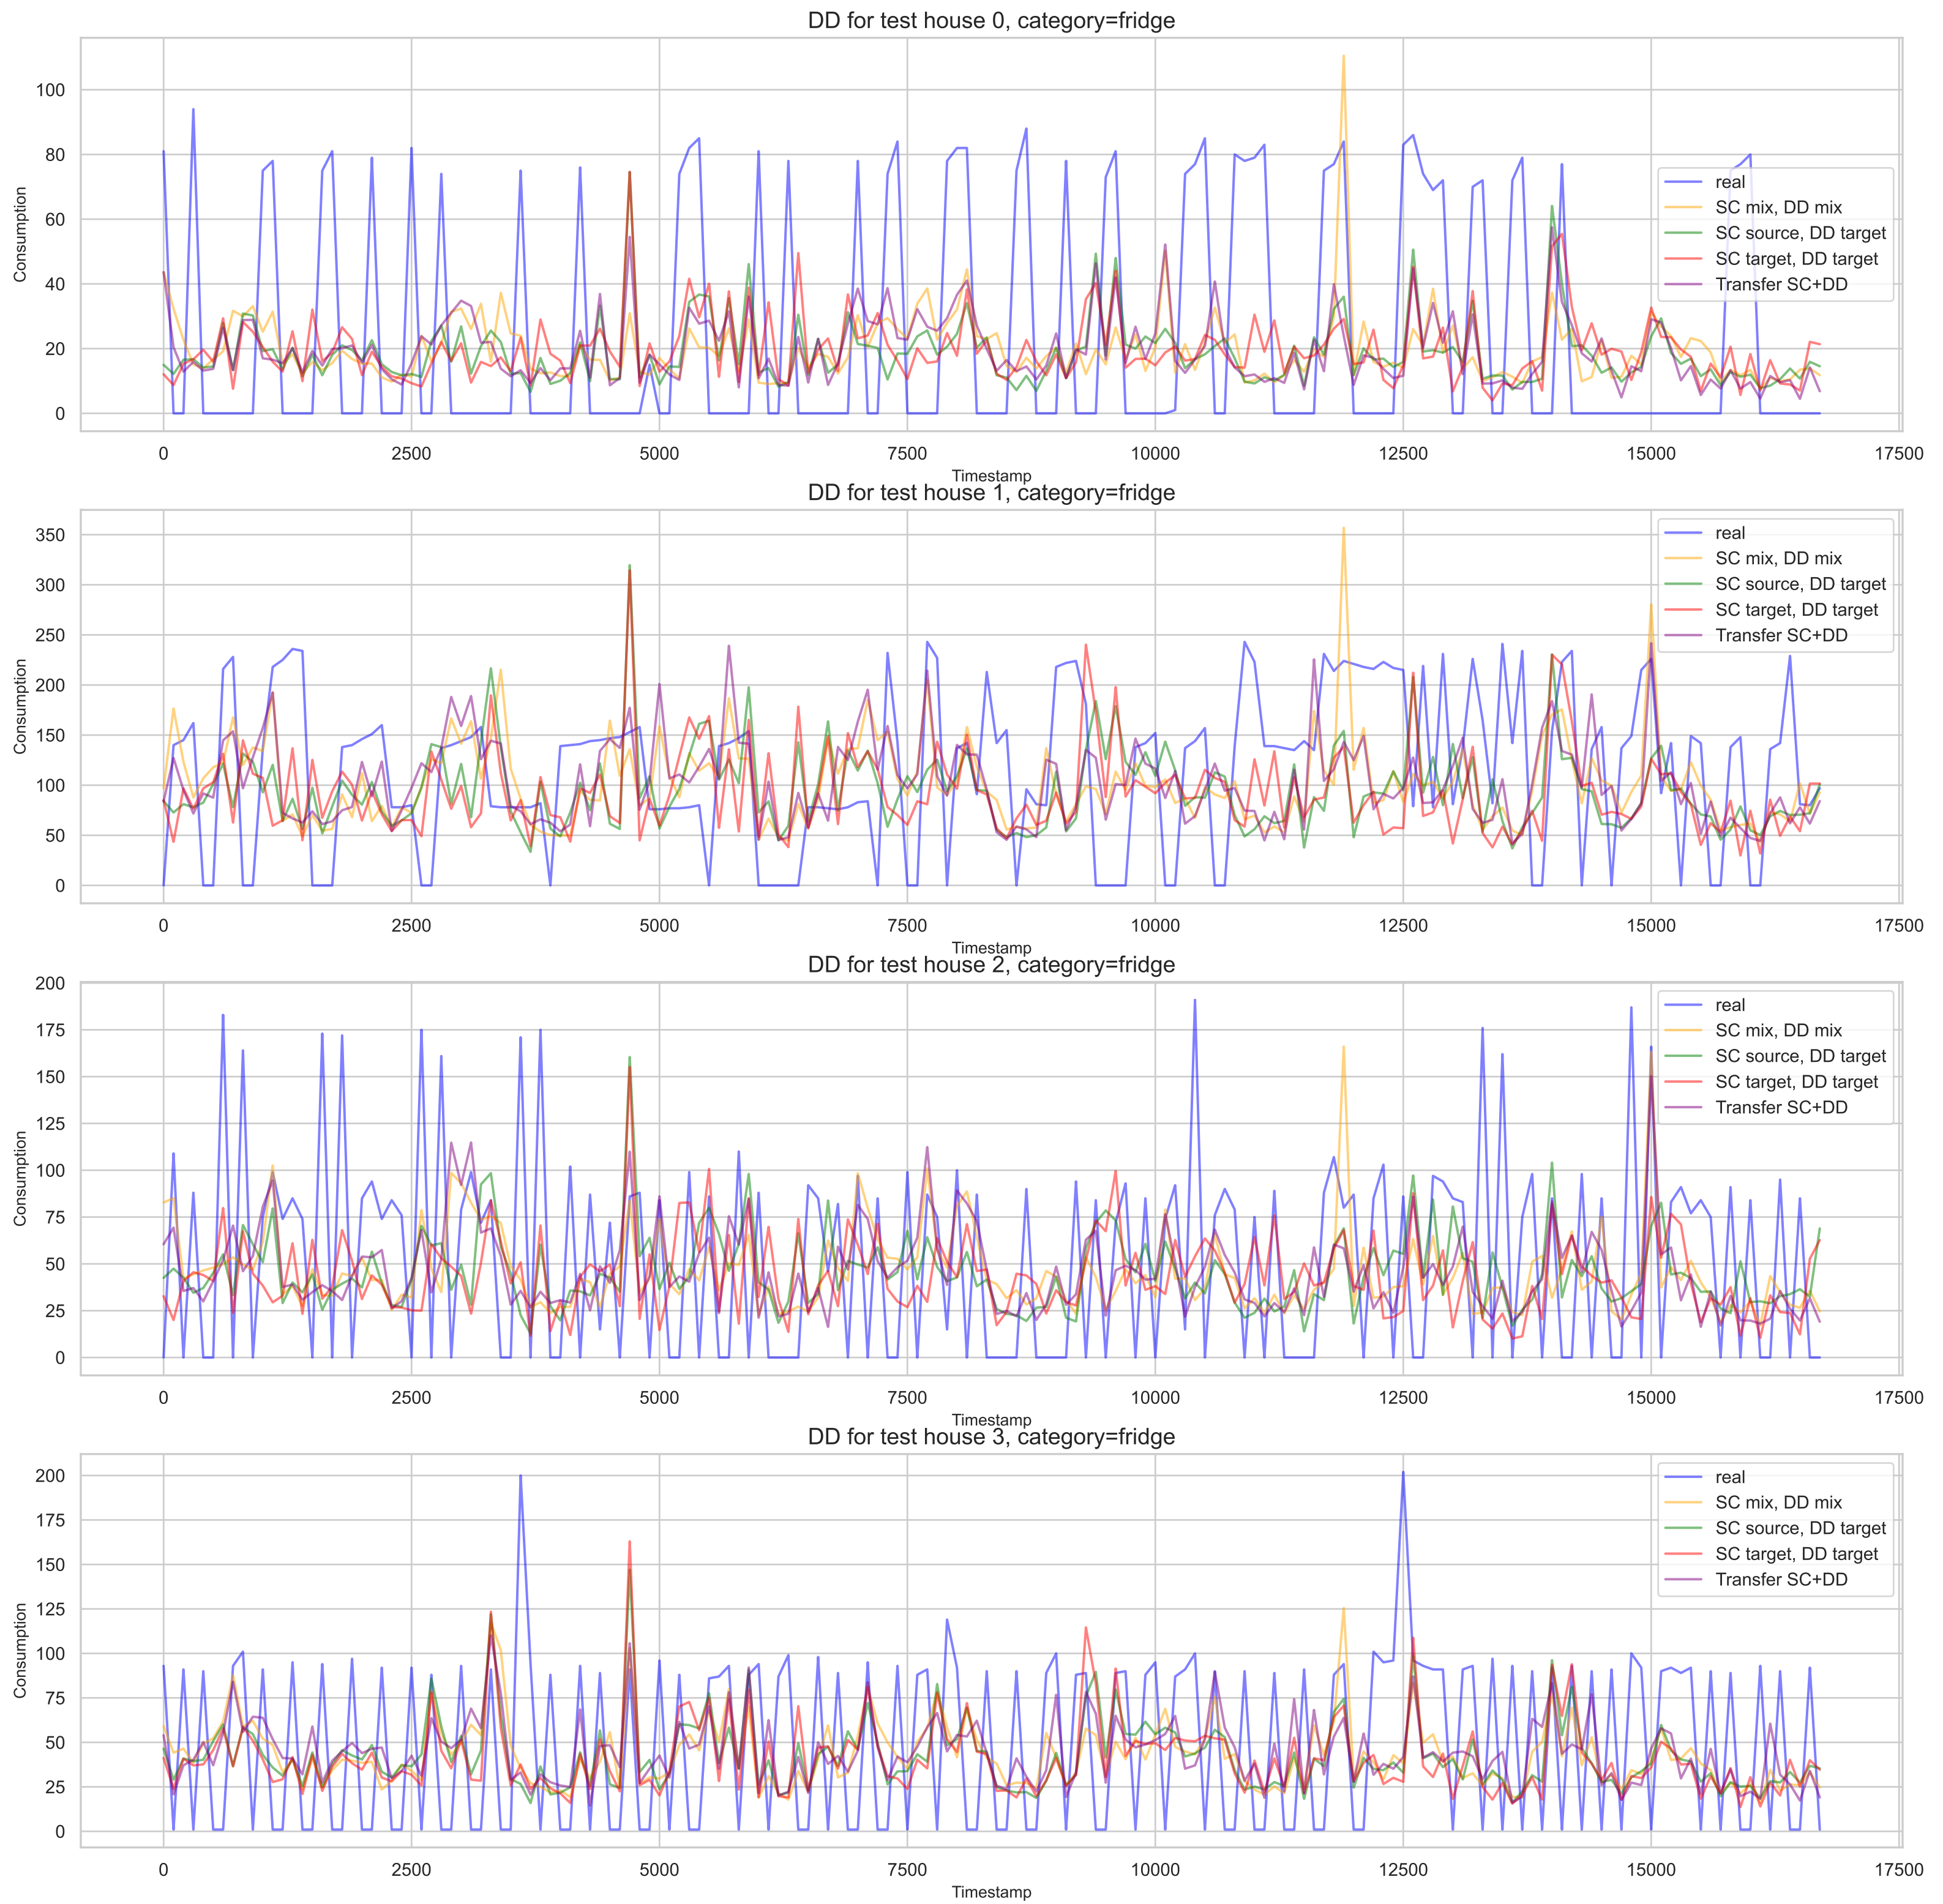 DD for test house 0, category=fridge
Consumption
100
80
60
40
20
0
real
SC mix, DD mix
SC source, DD target
SC target, DD target
Transfer SC+DD
0 2500 5000 7500 10000 12500 15000 17500
Timestamp
DD for test house 1, category=fridge
Consumption
350
300
250
200
150
100
50
0
real
SC mix, DD mix
SC source, DD target
SC target, DD target
Transfer SC+DD
0 2500 5000 7500 10000 12500 15000 17500
Timestamp
DD for test house 2, category=fridge
Consumption
200
175
150
125
100
75
50
25
0
real
SC mix, DD mix
SC source, DD target
SC target, DD target
Transfer SC+DD
0 2500 5000 7500 10000 12500 15000 17500
Timestamp
DD for test house 3, category=fridge
Consumption
200
175
150
125
100
75
50
25
0
real
SC mix, DD mix
SC source, DD target
SC target, DD target
Transfer SC+DD
0 2500 5000 7500 10000 12500 15000 17500
Timestamp